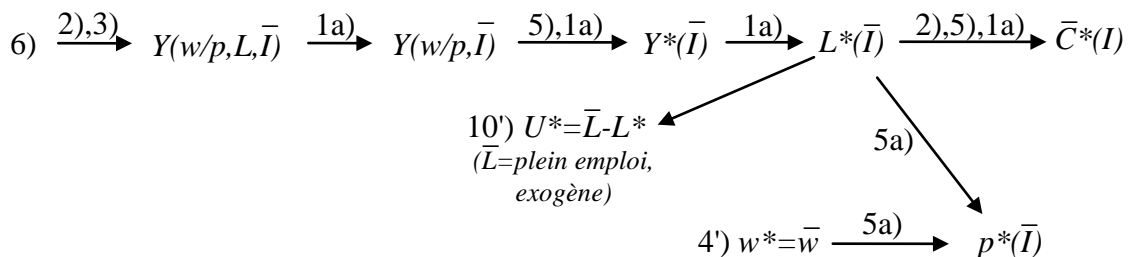 6) 2),3) Y(w/p,L,I̅) 1a) Y(w/p,I̅) 5),1a) Y*(I̅) 1a) L*(I̅) 2),5),1a) C̅*(I)
10') U*=L̅-L*
(L̅=plein emploi,
exogène)
5a)
4') w*=w̅ 5a) p*(I̅)